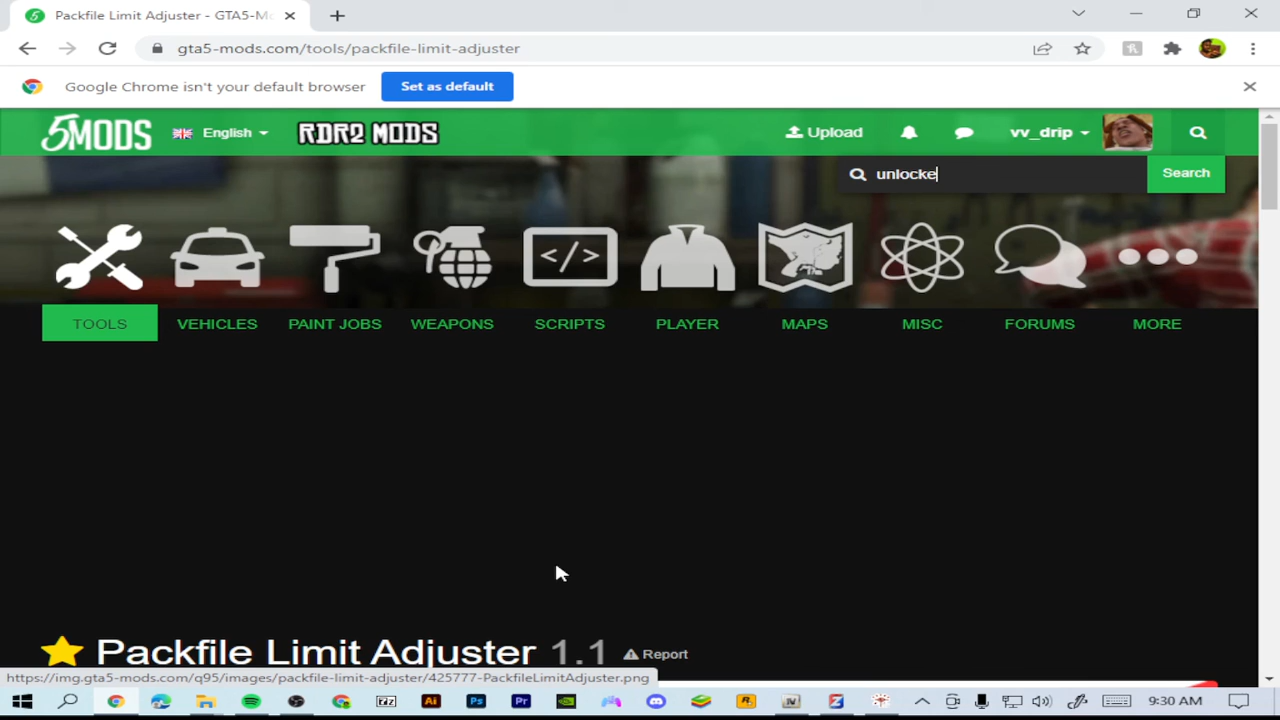 Packfile Limit Adjuster - GTA5-Mo
gta5-mods.com/tools/packfile-limit-adjuster
Google Chrome isn't your default browser
Set as default
5MODS
English
RDR2 MODS
Upload
vv_drip
unlocke
Search
TOOLS
VEHICLES
PAINT JOBS
WEAPONS
SCRIPTS
PLAYER
MAPS
MISC
FORUMS
MORE
Packfile Limit Adjuster 1.1
Report
https://img.gta5-mods.com/q95/images/packfile-limit-adjuster/425777-PackfileLimitAdjuster.png
9:30 AM